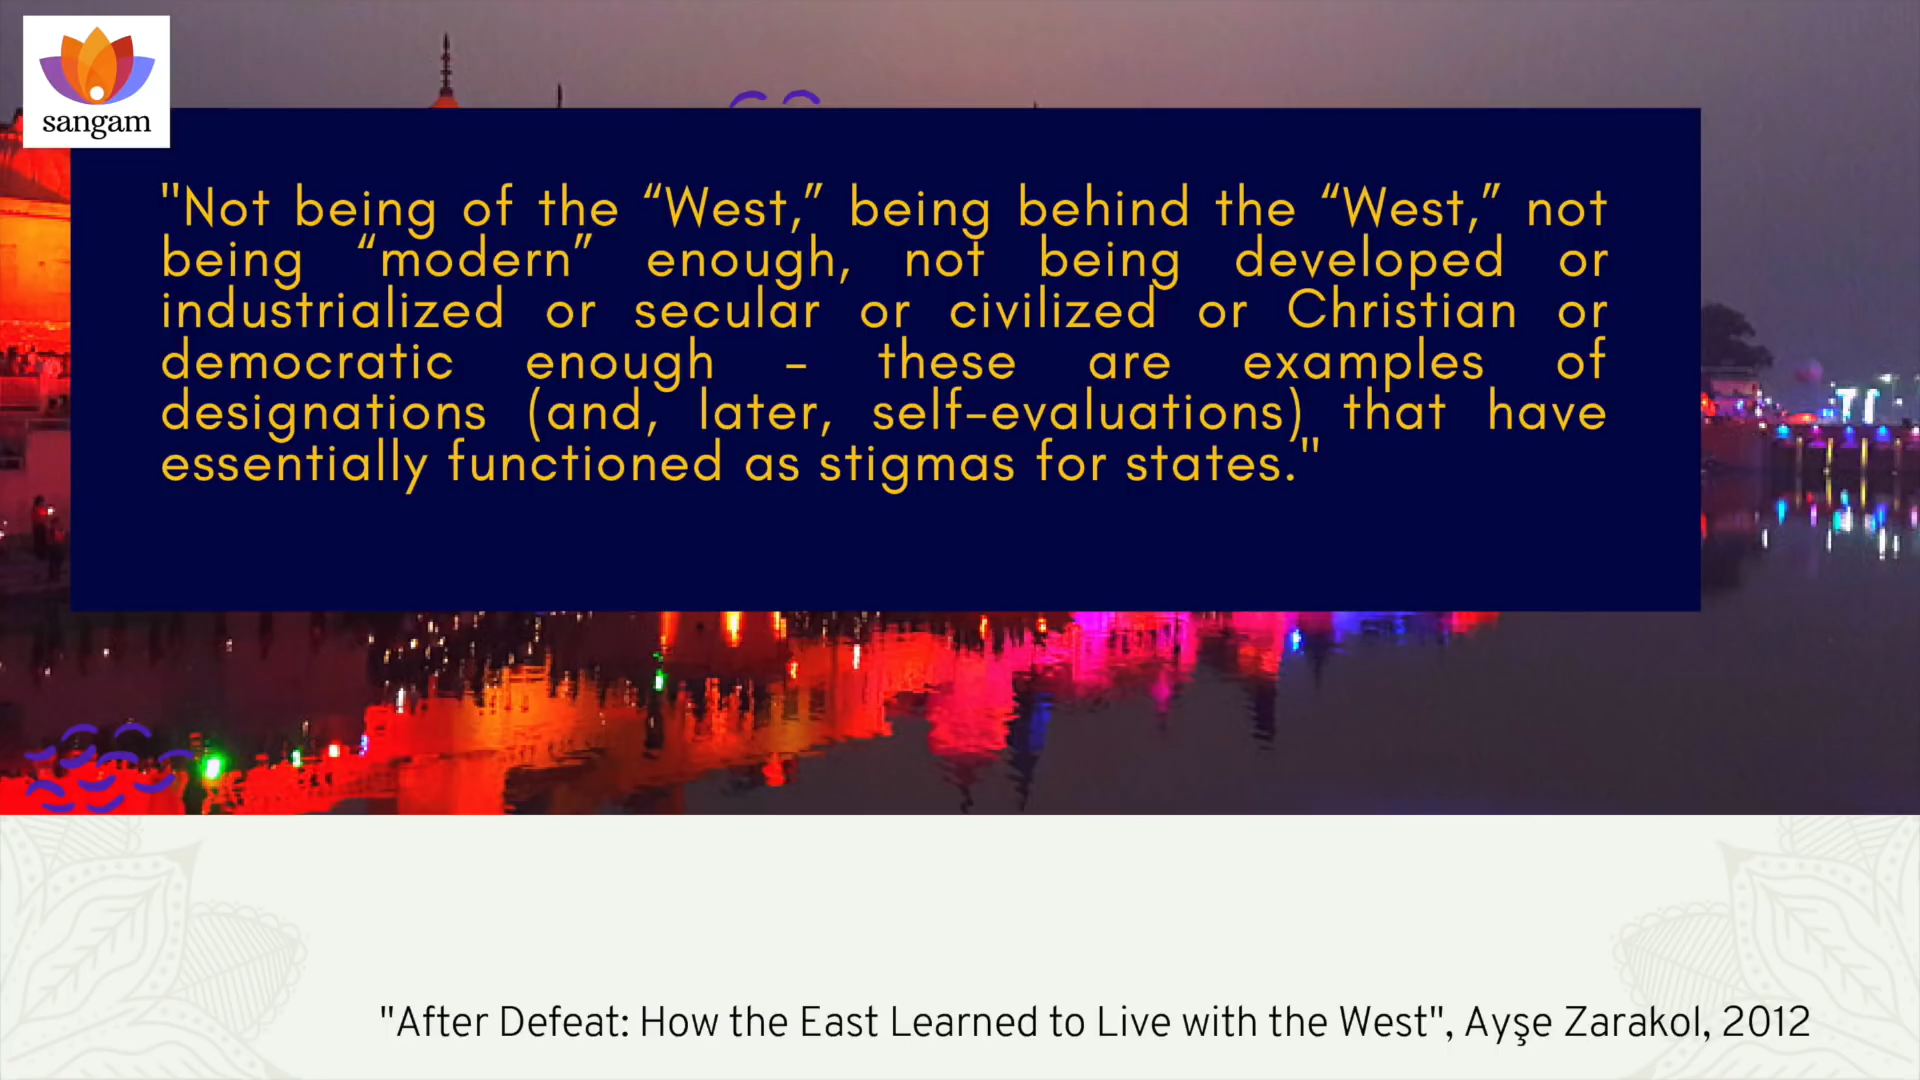 sangam
"Not being of the “West,” being behind the “West,” not
being “modern” enough, not being developed or
industrialized or secular or civilized or Christian or
democratic enough – these are examples of
designations (and, later, self-evaluations) that have
essentially functioned as stigmas for states."
"After Defeat: How the East Learned to Live with the West", Ayşe Zarakol, 2012